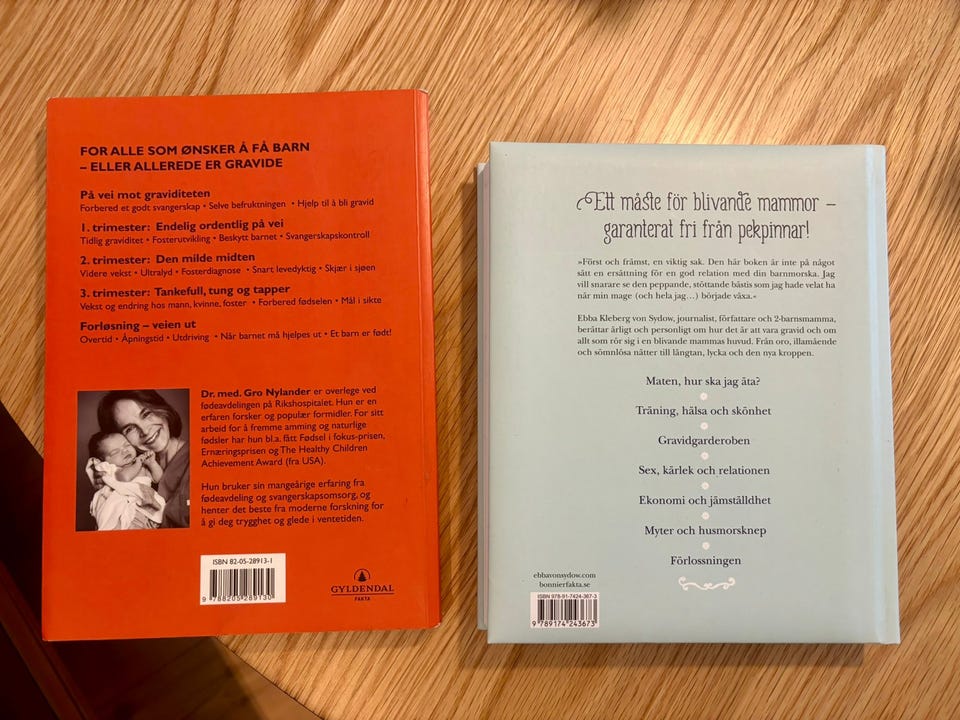 FOR ALLE SOM ØNSKER Å FÅ BARN
– ELLER ALLEREDE ER GRAVIDE
På vei mot graviditeten
Forbered et godt svangerskap • Selve befruktningen • Hjelp til å bli gravid
1. trimester: Endelig ordentlig på vei
Tidlig graviditet • Fosterutvikling • Beskytt barnet • Svangerskapskontroll
2. trimester: Den milde midten
Videre vekst • Ultralyd • Fosterdiagnose • Snart levedyktig • Skjær i sjøen
3. trimester: Tankefull, tung og tapper
Vekst og endring hos mann, kvinne, foster • Forbered fødselen • Mål i sikte
Forløsning – veien ut
Overtid • Åpningstid • Utdriving • Når barnet må hjelpes ut • Et barn er født!
Dr. med. Gro Nylander er overlege ved
fødeavdelingen på Rikshospitalet. Hun er en
erfaren forsker og populær formidler. For sitt
arbeid for å fremme amming og naturlige
fødsler har hun bl.a. fått Fødsel i fokus-prisen,
Ernæringsprisen og The Healthy Children
Achievement Award (fra USA).
Hun bruker sin mangeårige erfaring fra
fødeavdeling og svangerskapsomsorg, og
henter det beste fra moderne forskning for
å gi deg trygghet og glede i ventetiden.
ISBN 82-05-28913-1
9 788205 289130
GYLDENDAL
FAKTA
Ett måste för blivande mammor –
garanterat fri från pekpinnar!
»Först och främst, en viktig sak. Den här boken är inte på något
sätt en ersättning för en god relation med din barnmorska. Jag
vill snarare se den peppande, stöttande bästis som jag hade velat ha
när min mage (och hela jag…) började växa.«
Ebba Kleberg von Sydow, journalist, författare och 2-barnsmamma,
berättar ärligt och personligt om hur det är att vara gravid och om
allt som rör sig i en blivande mammas huvud. Från oro, illamående
och sömnlösa nätter till längtan, lycka och den nya kroppen.
Maten, hur ska jag äta?
Träning, hälsa och skönhet
Gravidgarderoben
Sex, kärlek och relationen
Ekonomi och jämställdhet
Myter och husmorsknep
Förlossningen
ebbavonsydow.com
bonnierfakta.se
ISBN 978-91-7424-367-3
9 789174 243673